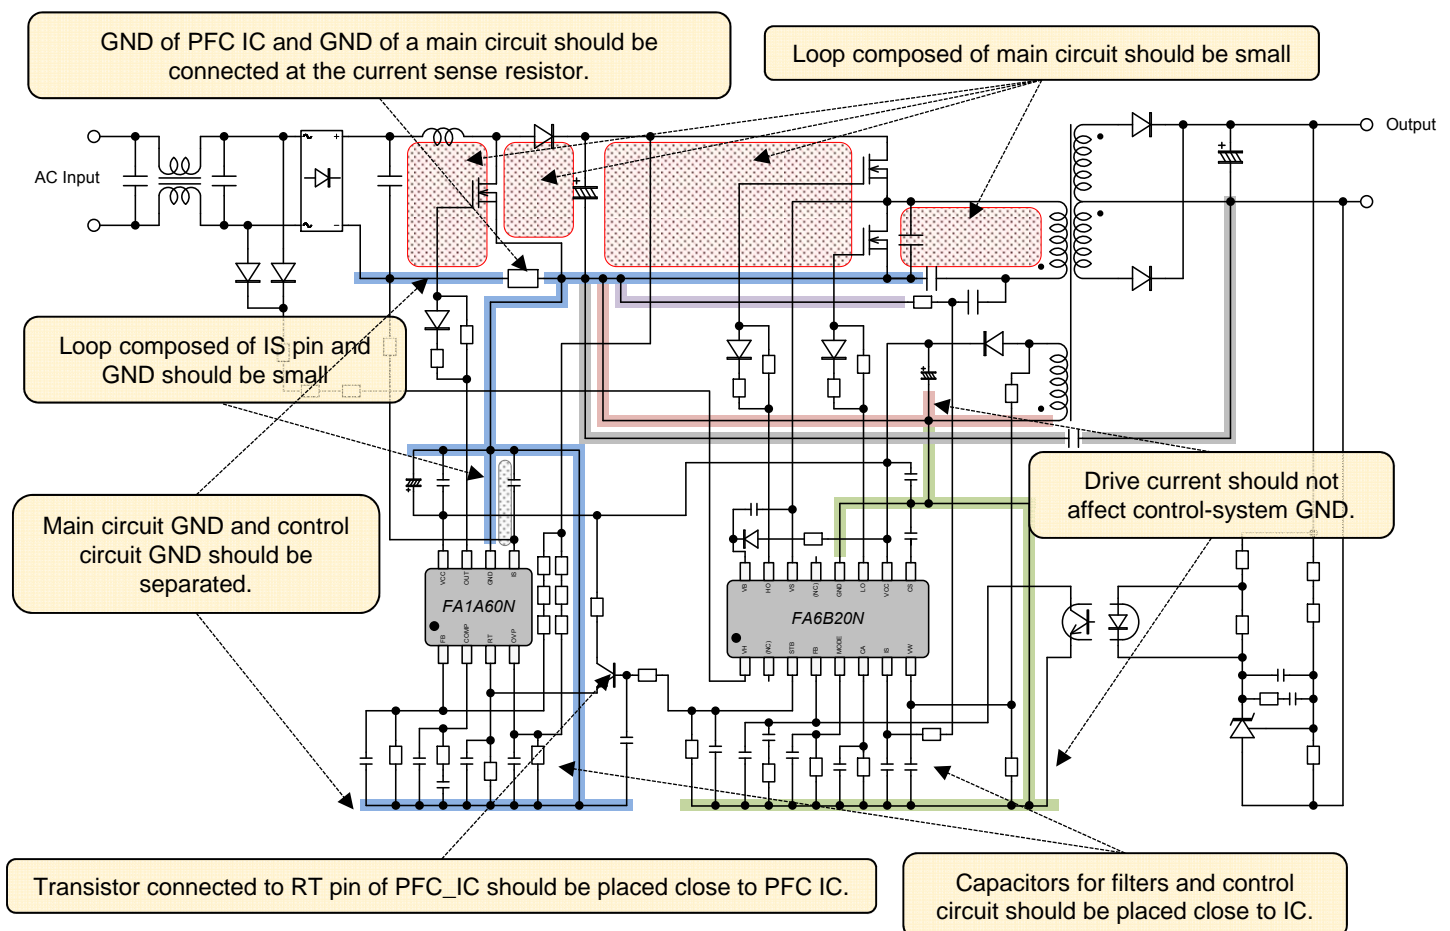 GND of PFC IC and GND of a main circuit should be
connected at the current sense resistor.
Loop composed of main circuit should be small
AC Input
Output
Loop composed of IS pin and
GND should be small
Main circuit GND and control
circuit GND should be
separated.
Drive current should not
affect control-system GND.
VCC
OUT
GND
IS
FA1A60N
FB
COMP
RT
OVP
VB
HO
VS
(NC)
GND
LO
VCC
CS
FA6B20N
VH
(NC)
STB
FB
MODE
CA
IS
VW
Transistor connected to RT pin of PFC_IC should be placed close to PFC IC.
Capacitors for filters and control
circuit should be placed close to IC.